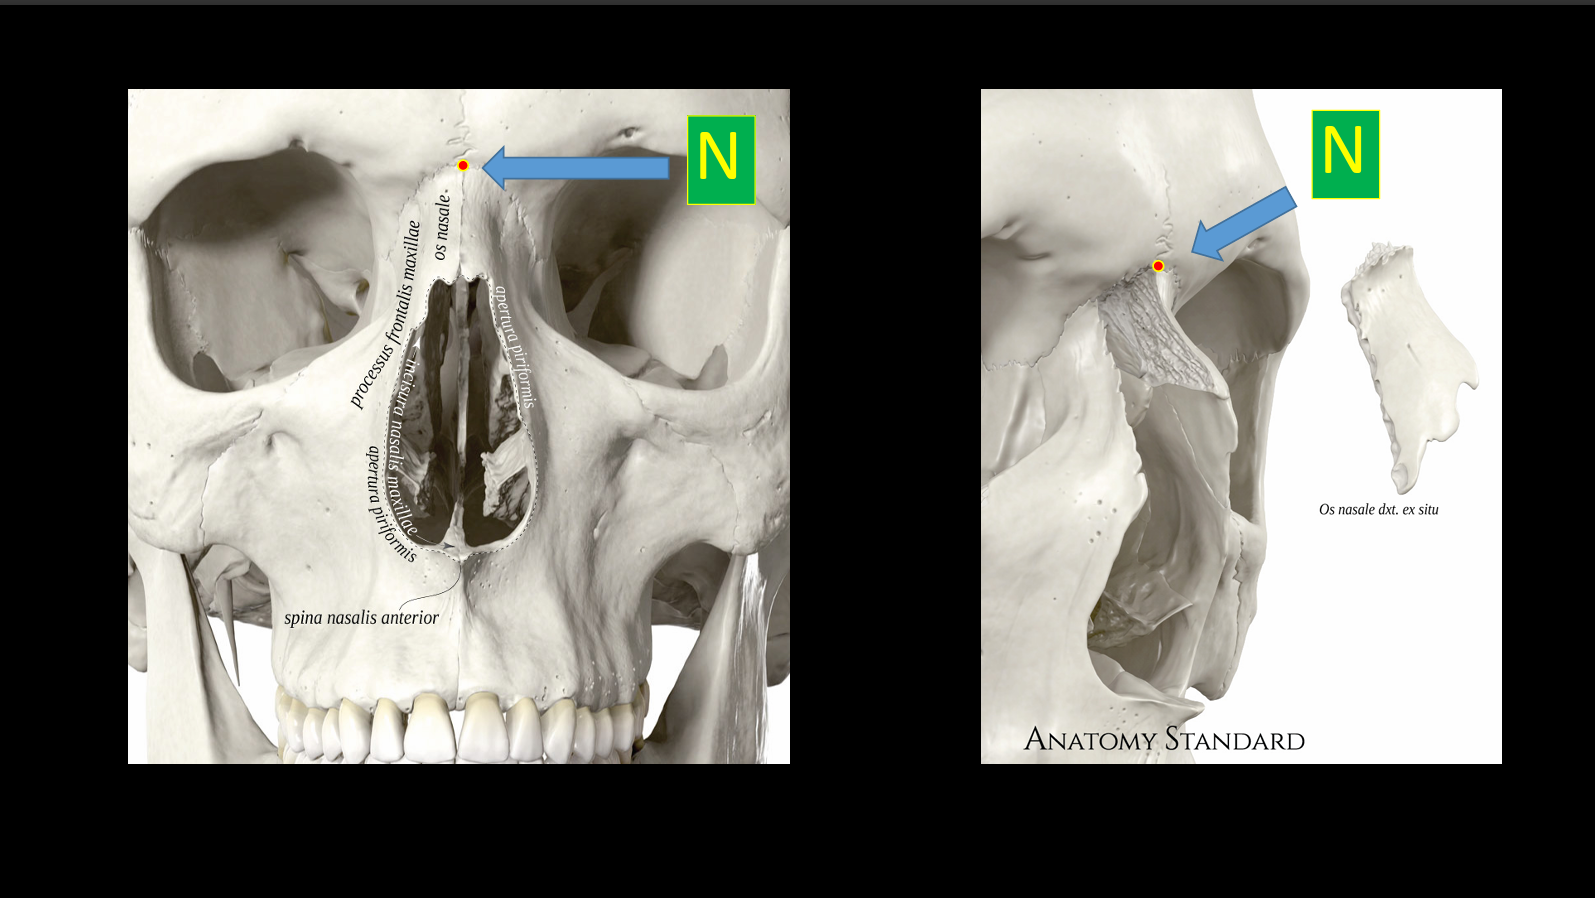 N
os nasale
processus frontalis maxillae
apertura piriformis
incisura nasalis maxillae
apertura piriformis
spina nasalis anterior
N
Os nasale dxt. ex situ
ANATOMY STANDARD